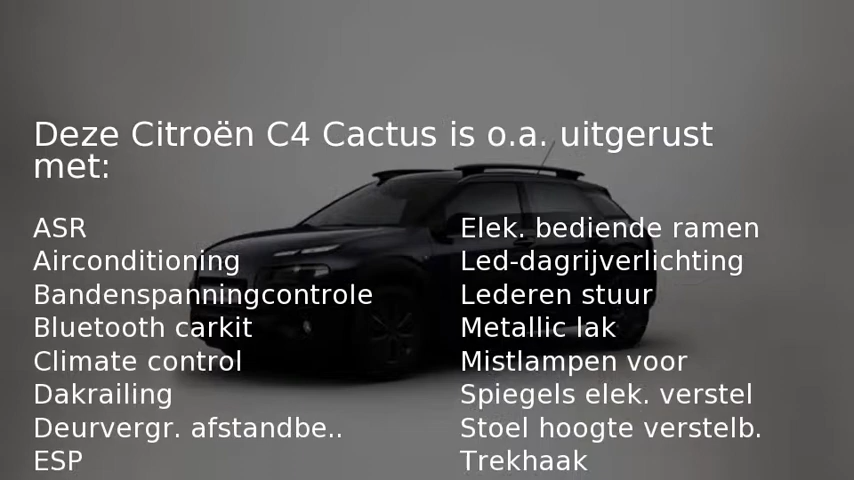 Deze Citroën C4 Cactus is o.a. uitgerust
met:
ASR
Airconditioning
Bandenspanningcontrole
Bluetooth carkit
Climate control
Dakrailing
Deurvergr. afstandbe..
ESP
Elek. bediende ramen
Led-dagrijverlichting
Lederen stuur
Metallic lak
Mistlampen voor
Spiegels elek. verstel
Stoel hoogte verstelb.
Trekhaak